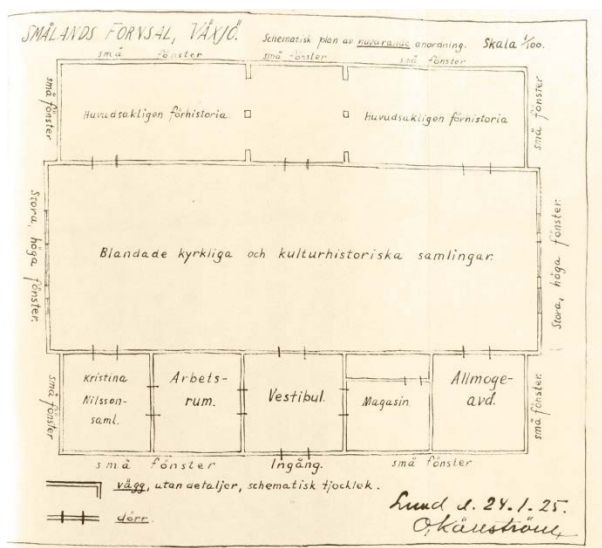 SMÅLANDS FORNSAL, VÄXJÖ. Schematisk plan av nuvarande anordning. Skala 1/100.
små fönster små fönster små fönster
små fönster
Huvudsakligen förhistoria. Huvudsakligen förhistoria
små fönster
Stora, höga fönster.
Blandade kyrkliga och kulturhistoriska samlingar.
Stora, höga fönster.
små fönster
Kristina
Nilsson-
saml.
Arbets-
rum.
Vestibul.
Magasin.
Allmoge-
avd.
små fönster.
små fönster Ingång. små fönster
vägg, utan detaljer, schematisk tjocklek.
dörr.
Lund d. 24.1.25.
O. Källström